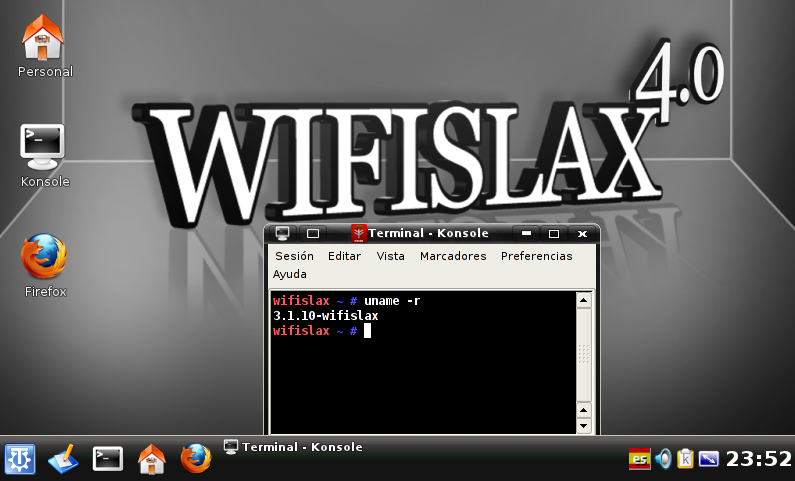 4.0
WIFISLAX
Personal
Konsole
Firefox
Terminal - Konsole
Sesión Editar Vista Marcadores Preferencias
Ayuda
wifislax ~ # uname -r
3.1.10-wifislax
wifislax ~ #
Terminal - Konsole
es
K
23:52